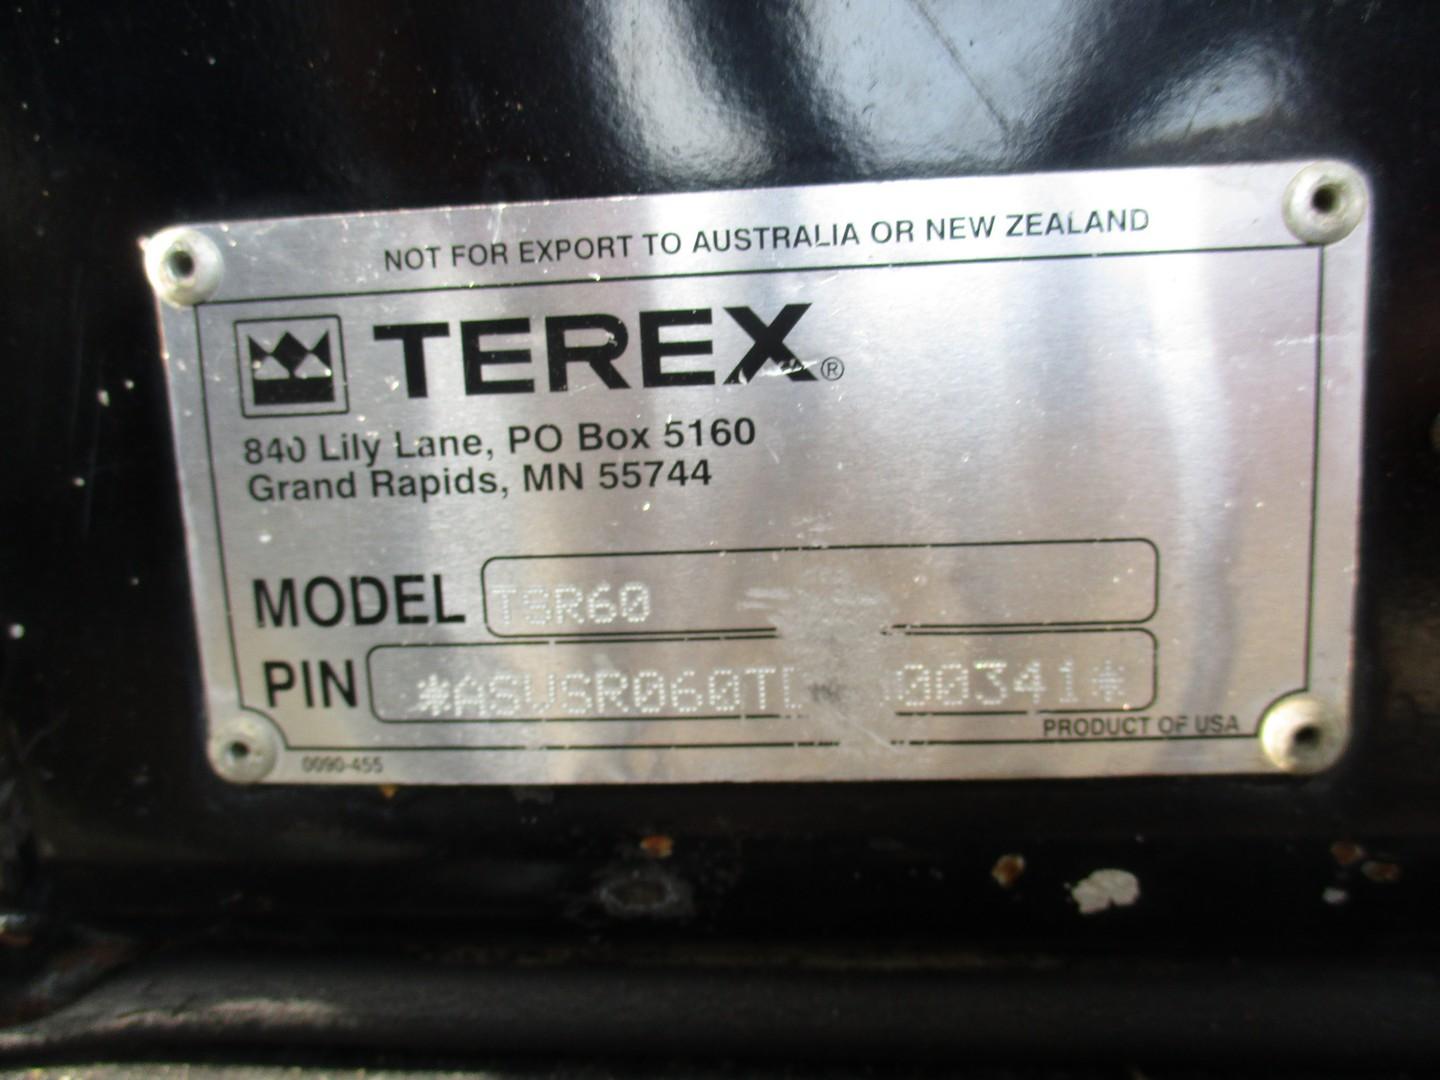 NOT FOR EXPORT TO AUSTRALIA OR NEW ZEALAND
TEREX®
840 Lily Lane, PO Box 5160
Grand Rapids, MN 55744
MODEL TSR60
PIN
PRODUCT OF USA
0090-455